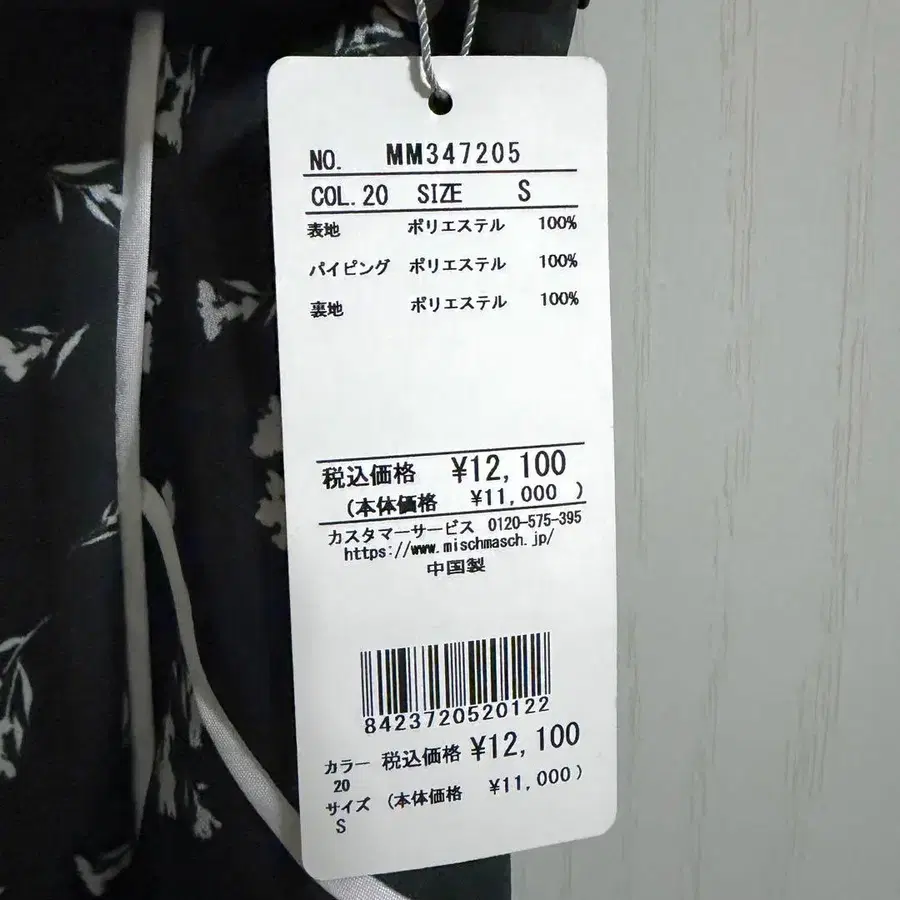 NO. MM347205
COL. 20 SIZE S
表地 ポリエステル 100%
パイピング ポリエステル 100%
裏地 ポリエステル 100%
税込価格 ¥12,100
(本体価格 ¥11,000 )
カスタマーサービス 0120-575-395
https://www.mischmasch.jp/
中国製
8423720520122
カラー 税込価格 ¥12,100
20
サイズ (本体価格 ¥11,000 )
S